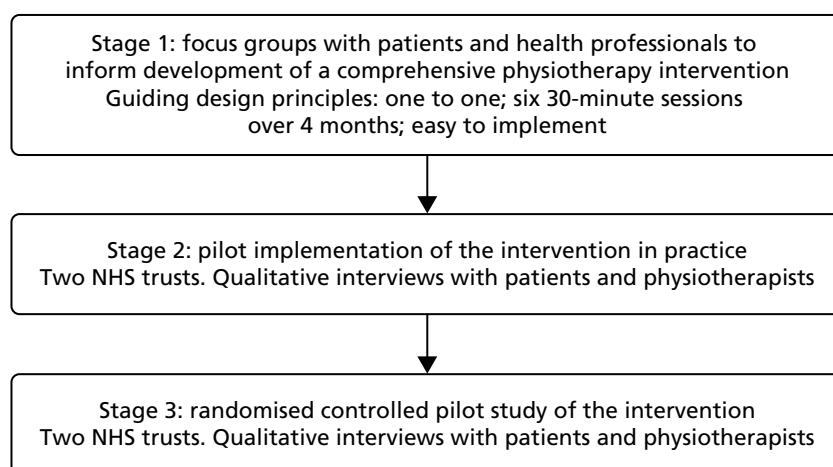 Stage 1: focus groups with patients and health professionals to
inform development of a comprehensive physiotherapy intervention
Guiding design principles: one to one; six 30-minute sessions
over 4 months; easy to implement
Stage 2: pilot implementation of the intervention in practice
Two NHS trusts. Qualitative interviews with patients and physiotherapists
Stage 3: randomised controlled pilot study of the intervention
Two NHS trusts. Qualitative interviews with patients and physiotherapists